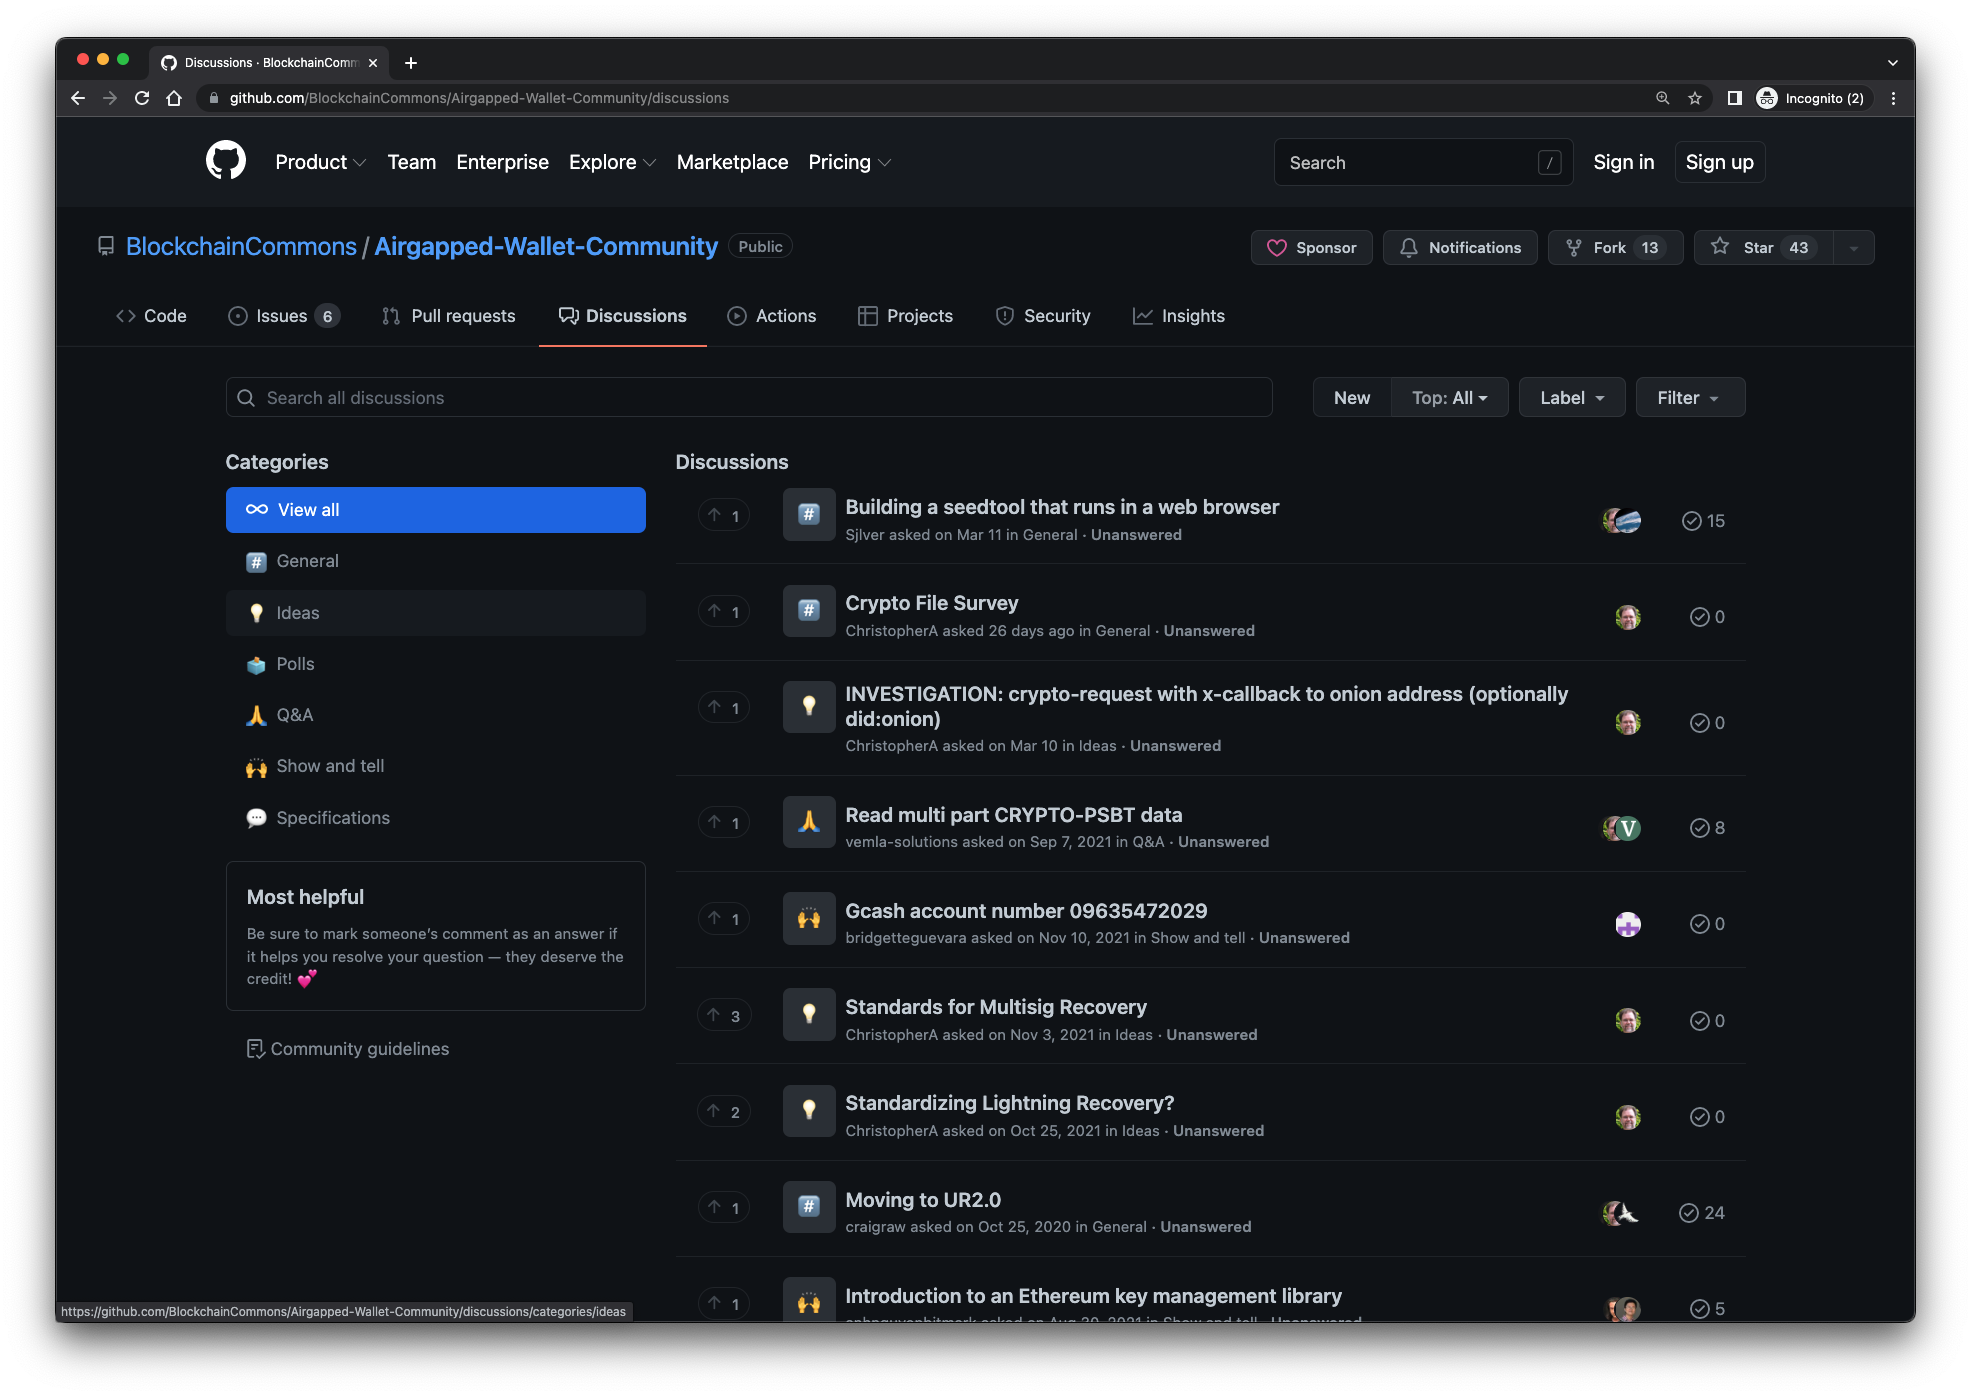 Discussions · BlockchainComm
github.com/BlockchainCommons/Airgapped-Wallet-Community/discussions
Incognito (2)
Product Team Enterprise Explore Marketplace Pricing
Search /
Sign in
Sign up
BlockchainCommons / Airgapped-Wallet-Community Public
Sponsor
Notifications
Fork 13
Star 43
Code
Issues 6
Pull requests
Discussions
Actions
Projects
Security
Insights
Search all discussions
New
Top: All
Label
Filter
Categories
View all
General
Ideas
Polls
Q&A
Show and tell
Specifications
Most helpful
Be sure to mark someone’s comment as an answer if
it helps you resolve your question — they deserve the
credit! 💕
Community guidelines
Discussions
1
#
Building a seedtool that runs in a web browser
Sjlver asked on Mar 11 in General · Unanswered
15
1
#
Crypto File Survey
ChristopherA asked 26 days ago in General · Unanswered
0
1
INVESTIGATION: crypto-request with x-callback to onion address (optionally
did:onion)
ChristopherA asked on Mar 10 in Ideas · Unanswered
0
1
Read multi part CRYPTO-PSBT data
vemla-solutions asked on Sep 7, 2021 in Q&A · Unanswered
V
8
1
Gcash account number 09635472029
bridgetteguevara asked on Nov 10, 2021 in Show and tell · Unanswered
0
3
Standards for Multisig Recovery
ChristopherA asked on Nov 3, 2021 in Ideas · Unanswered
0
2
Standardizing Lightning Recovery?
ChristopherA asked on Oct 25, 2021 in Ideas · Unanswered
0
1
#
Moving to UR2.0
craigraw asked on Oct 25, 2020 in General · Unanswered
24
1
Introduction to an Ethereum key management library
asked on Aug 30, 2021 in Show and tell · Unanswered
5
https://github.com/BlockchainCommons/Airgapped-Wallet-Community/discussions/categories/ideas